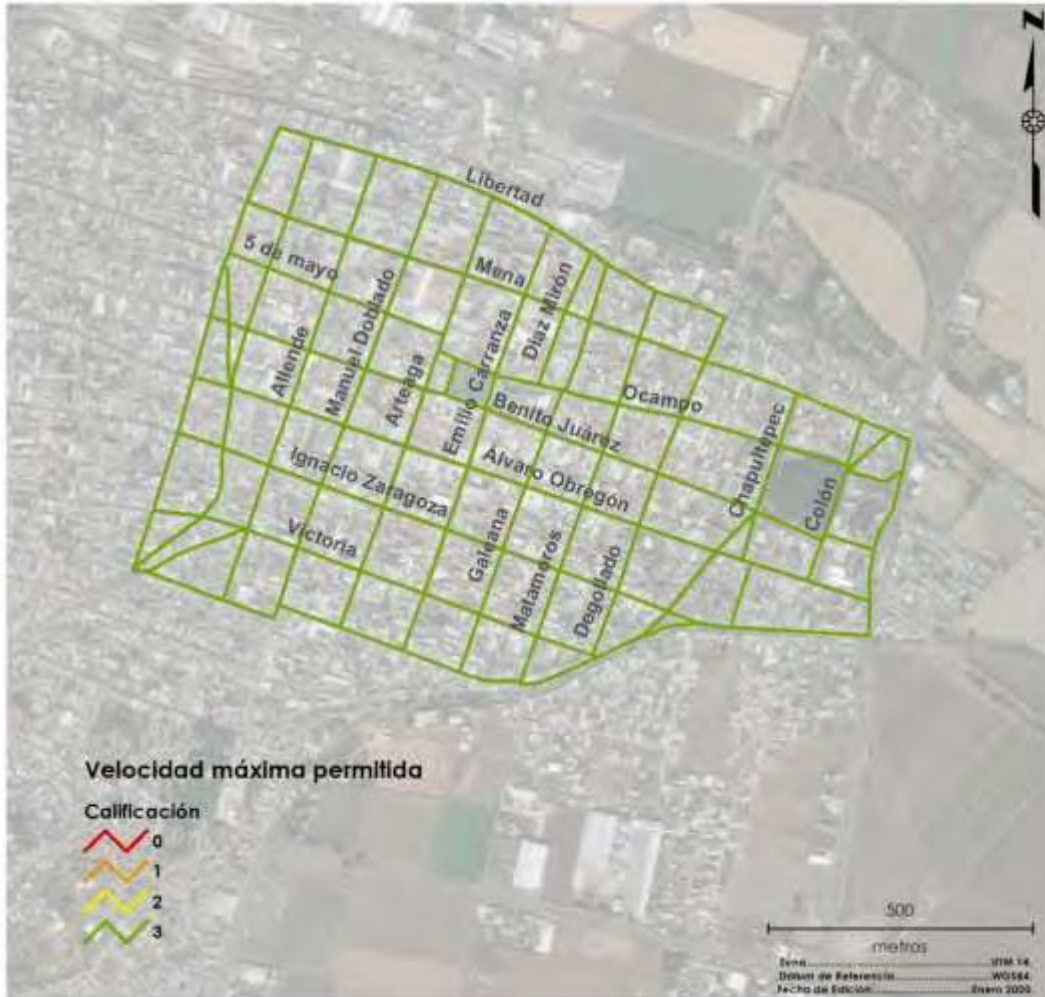 Z
Libertad
5 de mayo
Mena
Díaz Mirón
Manuel Doblado
Allende
Emilio Carranza
Arteaga
Ocampo
Benito Juárez
Chapultepec
Álvaro Obregón
Ignacio Zaragoza
Colón
Galeana
Victoria
Matamoros
Degollado
Velocidad máxima permitida
Calificación
0
1
2
3
500
metros
Zona UTM 14
Datum de Referencia WGS84
Fecha de Edición Enero 2020